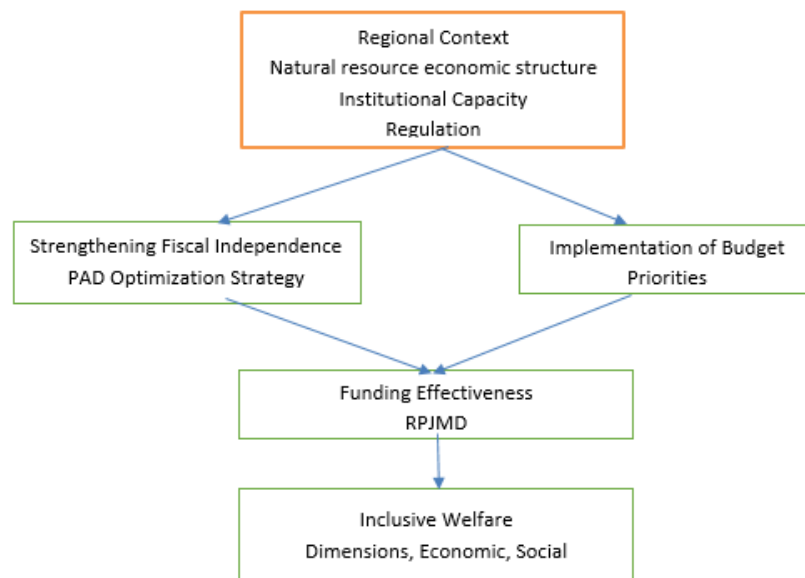 Regional Context
Natural resource economic structure
Institutional Capacity
Regulation
Strengthening Fiscal Independence
PAD Optimization Strategy
Implementation of Budget
Priorities
Funding Effectiveness
RPJMD
Inclusive Welfare
Dimensions, Economic, Social